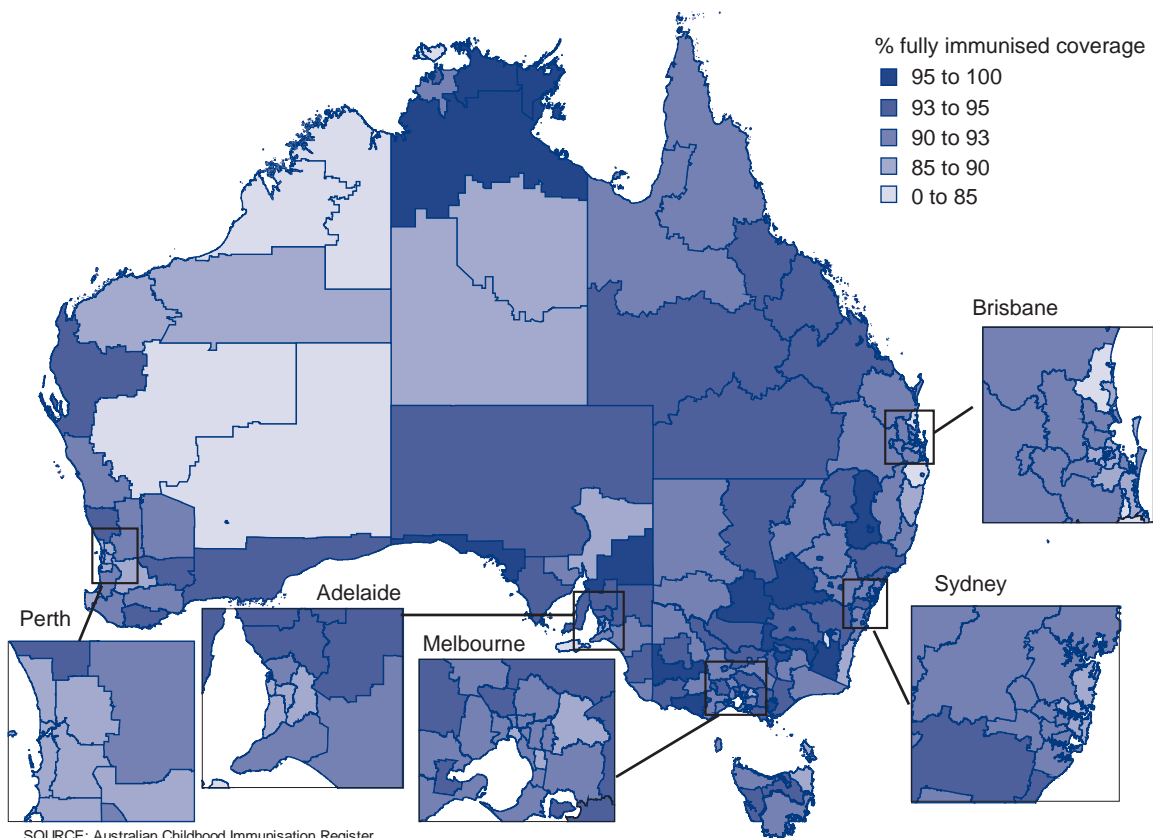 % fully immunised coverage
95 to 100
93 to 95
90 to 93
85 to 90
0 to 85
Brisbane
Sydney
Adelaide
Perth
Melbourne
SOURCE: Australian Childhood Immunisation Register